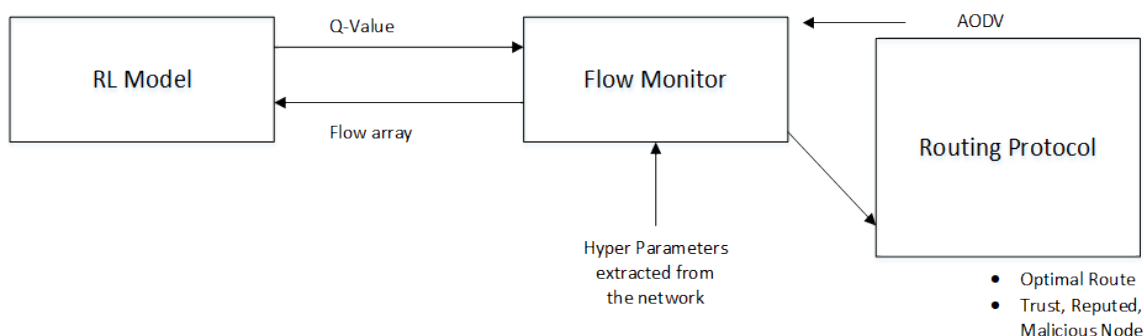 Q-Value
AODV
RL Model
Flow Monitor
Flow array
Routing Protocol
Hyper Parameters
extracted from
the network
• Optimal Route
• Trust, Reputed,
Malicious Node